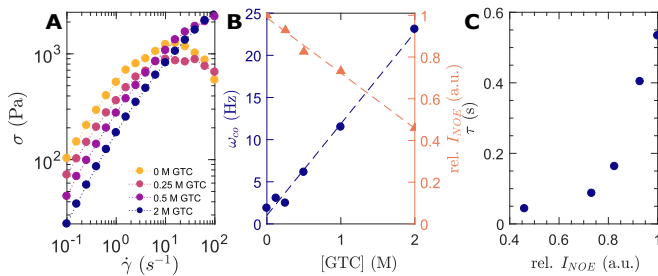 A
σ (Pa)
10³
10²
0 M GTC
0.25 M GTC
0.5 M GTC
2 M GTC
10⁻¹ 10⁰ 10¹ 10²
γ̇ (s⁻¹)
B
ω_co (Hz)
25
20
15
10
5
0
0 1 2
[GTC] (M)
1
0.8
0.6
0.4
0.2
0
rel. I_NOE (a.u.)
C
τ (s)
0.6
0.4
0.2
0.0
0.4 0.6 0.8 1
rel. I_NOE (a.u.)